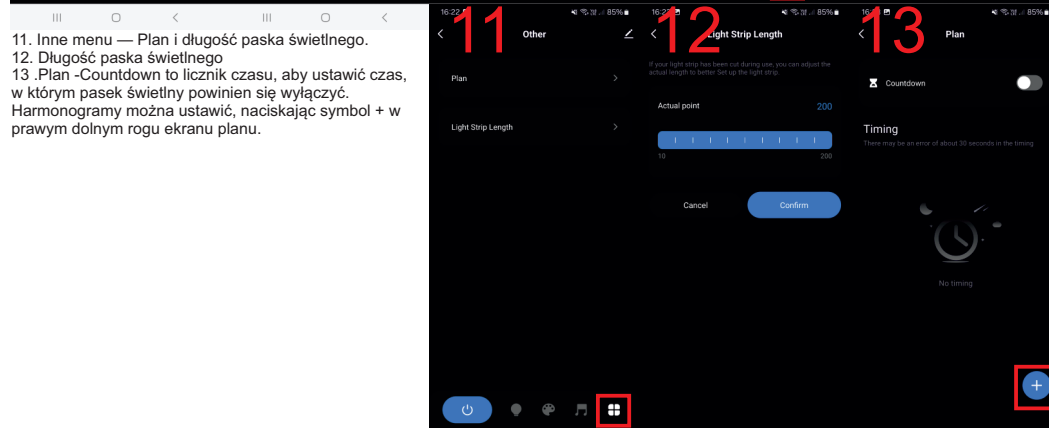 11. Inne menu — Plan i długość paska świetlnego.
12. Długość paska świetlnego
13 .Plan -Countdown to licznik czasu, aby ustawić czas,
w którym pasek świetlny powinien się wyłączyć.
Harmonogramy można ustawić, naciskając symbol + w
prawym dolnym rogu ekranu planu.
16:22
85%
11
Other
Plan
Light Strip Length
85%
12
Light Strip Length
If your light strip has been cut during use, you can adjust the
actual length to better Set up the light strip.
Actual point 200
10 200
Cancel Confirm
85%
13
Plan
Countdown
Timing
There may be an error of about 30 seconds in the timing
No timing
+